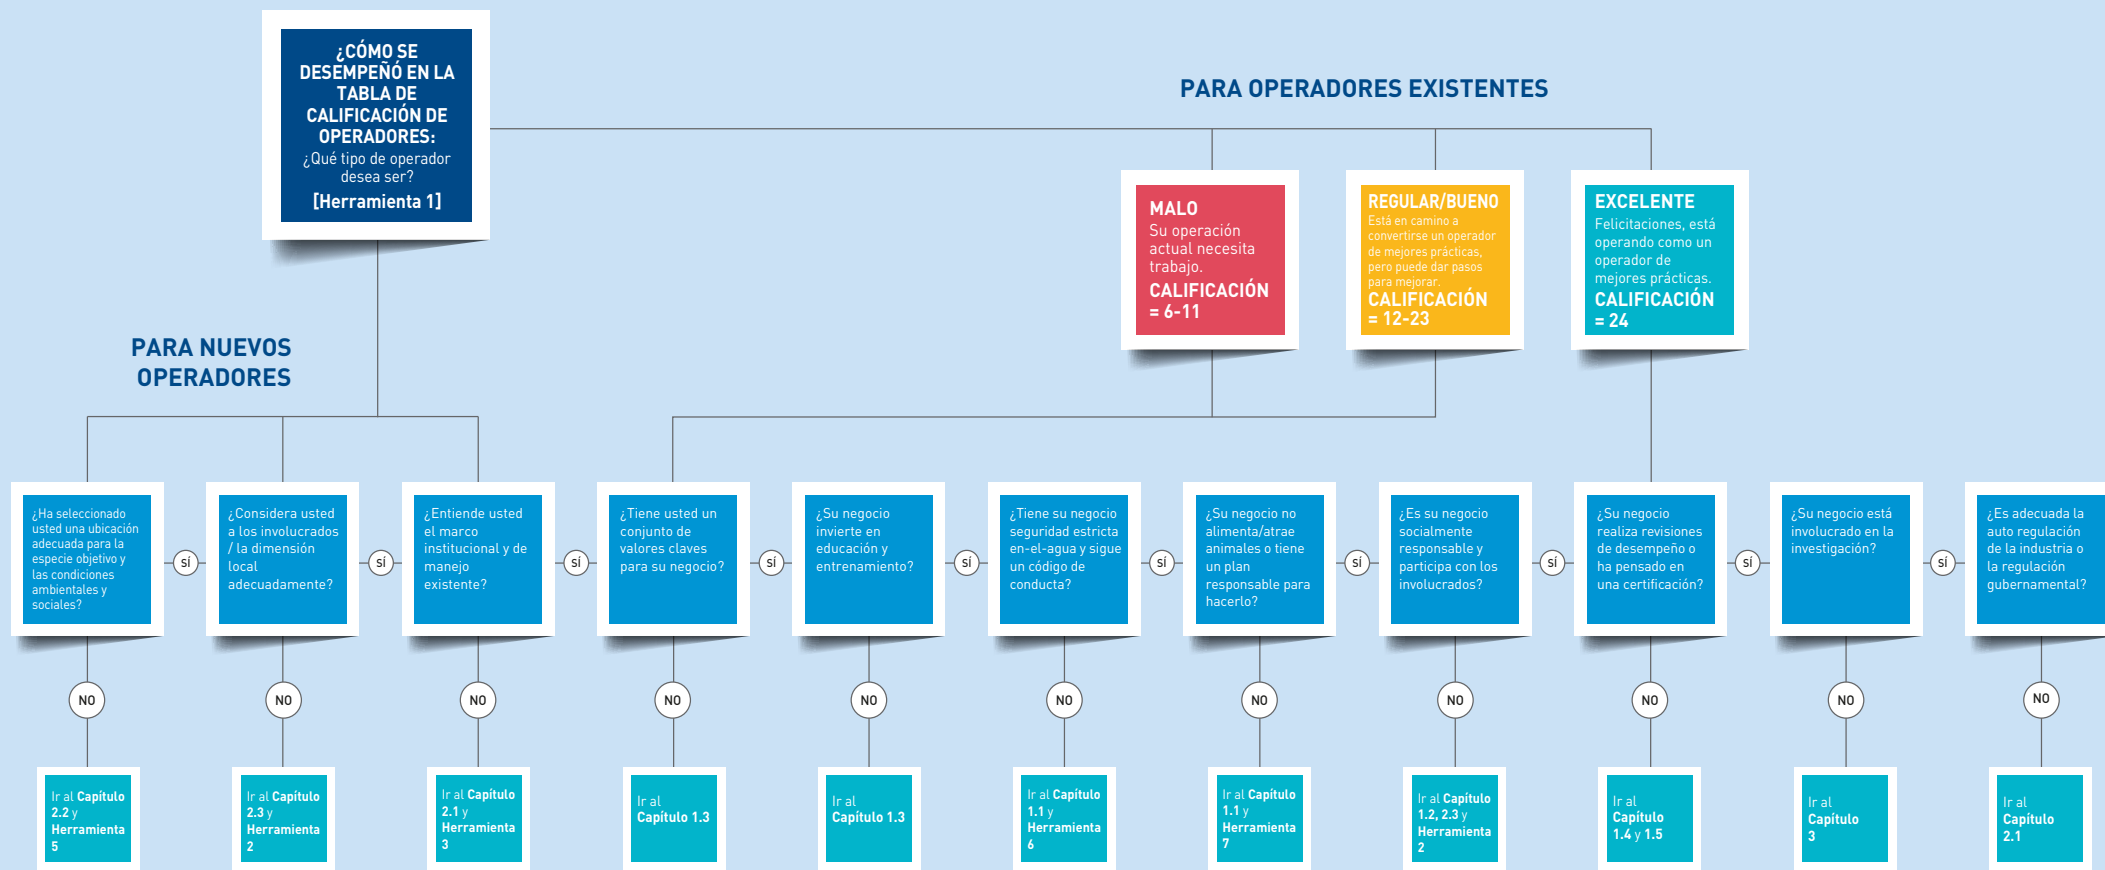 ¿CÓMO SE
DESEMPEÑÓ EN LA
TABLA DE
CALIFICACIÓN DE
OPERADORES:
¿Qué tipo de operador
desea ser?
[Herramienta 1]
PARA OPERADORES EXISTENTES
MALO
Su operación
actual necesita
trabajo.
CALIFICACIÓN
= 6-11
REGULAR/BUENO
Está en camino a
convertirse un operador
de mejores prácticas,
pero puede dar pasos
para mejorar.
CALIFICACIÓN
= 12-23
EXCELENTE
Felicitaciones, está
operando como un
operador de
mejores prácticas.
CALIFICACIÓN
= 24
PARA NUEVOS
OPERADORES
¿Ha seleccionado
usted una ubicación
adecuada para la
especie objetivo y
las condiciones
ambientales y
sociales?
SÍ
¿Considera usted
a los involucrados
/ la dimensión
local
adecuadamente?
SÍ
¿Entiende usted
el marco
institucional y de
manejo
existente?
SÍ
¿Tiene usted un
conjunto de
valores claves
para su negocio?
SÍ
¿Su negocio
invierte en
educación y
entrenamiento?
SÍ
¿Tiene su negocio
seguridad estricta
en-el-agua y sigue
un código de
conducta?
SÍ
¿Su negocio no
alimenta/atrae
animales o tiene
un plan
responsable para
hacerlo?
SÍ
¿Es su negocio
socialmente
responsable y
participa con los
involucrados?
SÍ
¿Su negocio
realiza revisiones
de desempeño o
ha pensado en
una certificación?
SÍ
¿Su negocio está
involucrado en la
investigación?
SÍ
¿Es adecuada la
auto regulación
de la industria o
la regulación
gubernamental?
NO
NO
NO
NO
NO
NO
NO
NO
NO
NO
NO
Ir al Capítulo
2.2 y
Herramienta
5
Ir al Capítulo
2.3 y
Herramienta
2
Ir al Capítulo
2.1 y
Herramienta
3
Ir al
Capítulo 1.3
Ir al
Capítulo 1.3
Ir al Capítulo
1.1 y
Herramienta
6
Ir al Capítulo
1.1 y
Herramienta
7
Ir al Capítulo
1.2, 2.3 y
Herramienta
2
Ir al
Capítulo
1.4 y 1.5
Ir al
Capítulo
3
Ir al
Capítulo
2.1